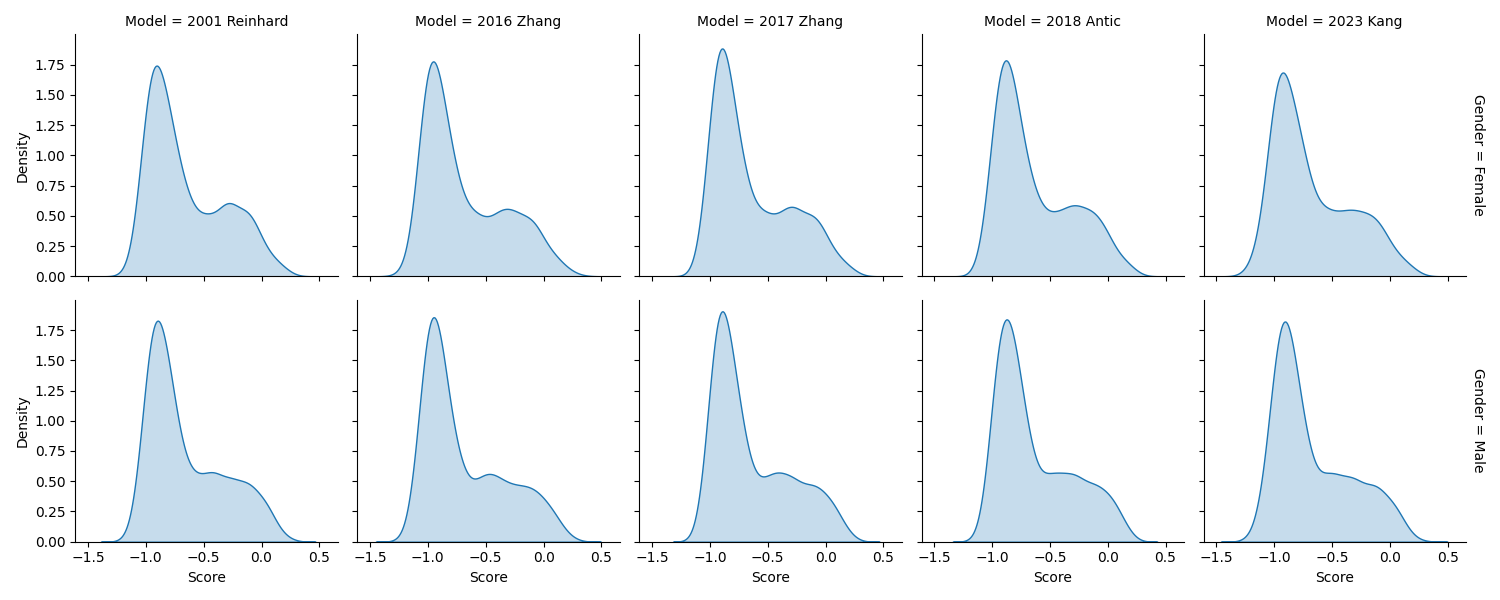 Model = 2001 Reinhard
Model = 2016 Zhang
Model = 2017 Zhang
Model = 2018 Antic
Model = 2023 Kang
1.75
1.50
1.25
1.00
0.75
0.50
0.25
0.00
Density
Gender = Female
1.75
1.50
1.25
1.00
0.75
0.50
0.25
0.00
Density
Gender = Male
−1.5 −1.0 −0.5 0.0 0.5
−1.5 −1.0 −0.5 0.0 0.5
−1.5 −1.0 −0.5 0.0 0.5
−1.5 −1.0 −0.5 0.0 0.5
−1.5 −1.0 −0.5 0.0 0.5
Score
Score
Score
Score
Score